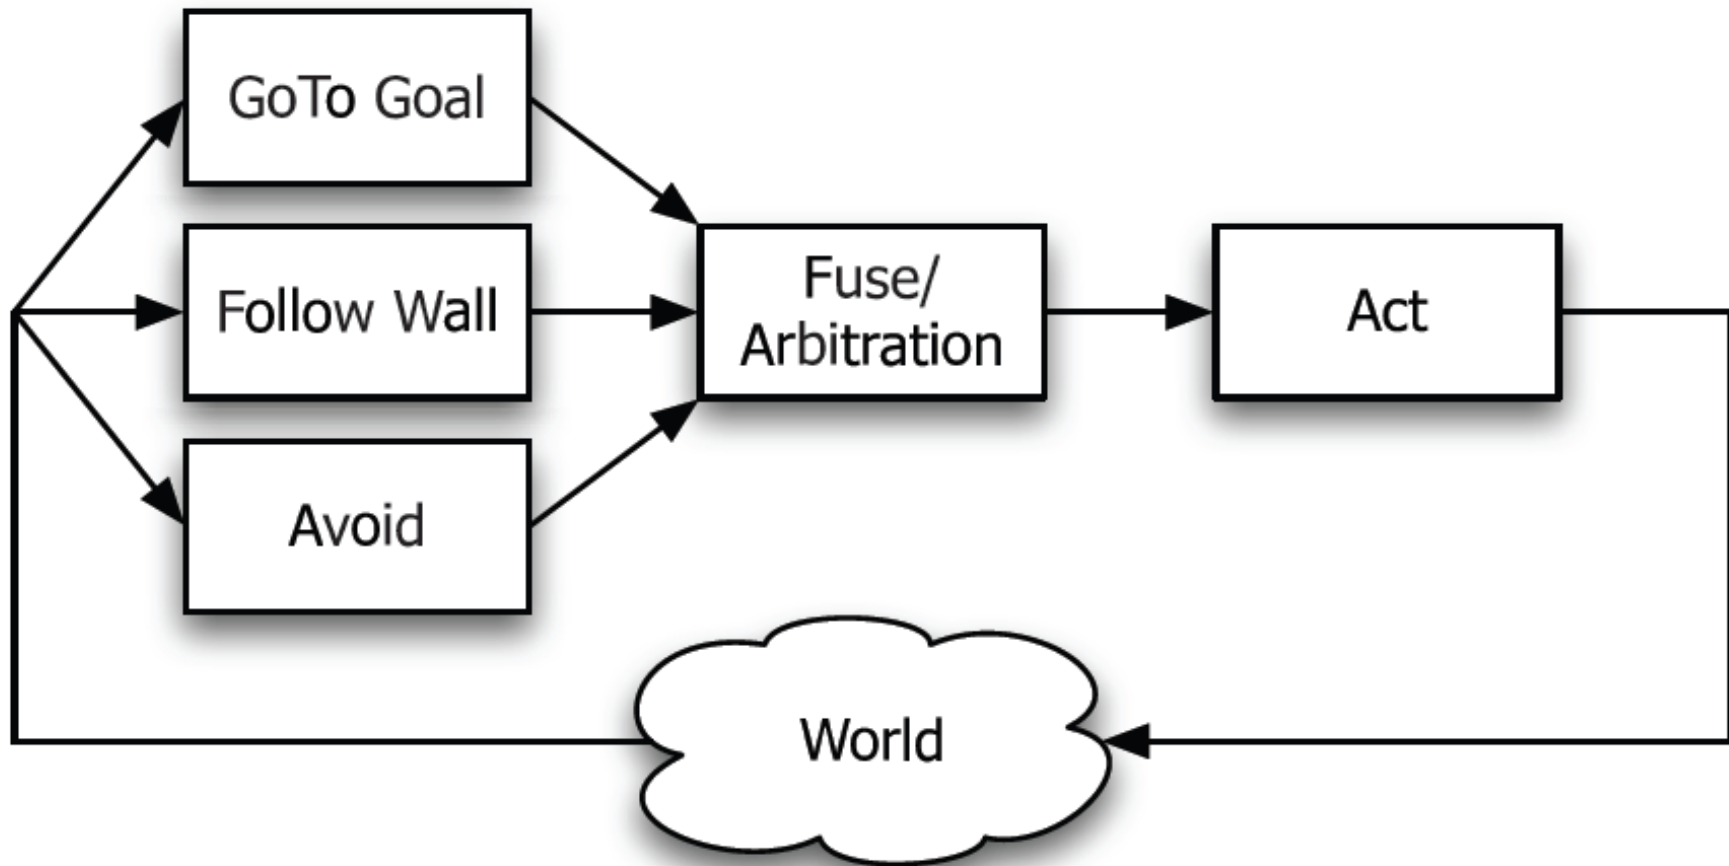 GoTo Goal
Follow Wall
Avoid
Fuse/
Arbitration
Act
World